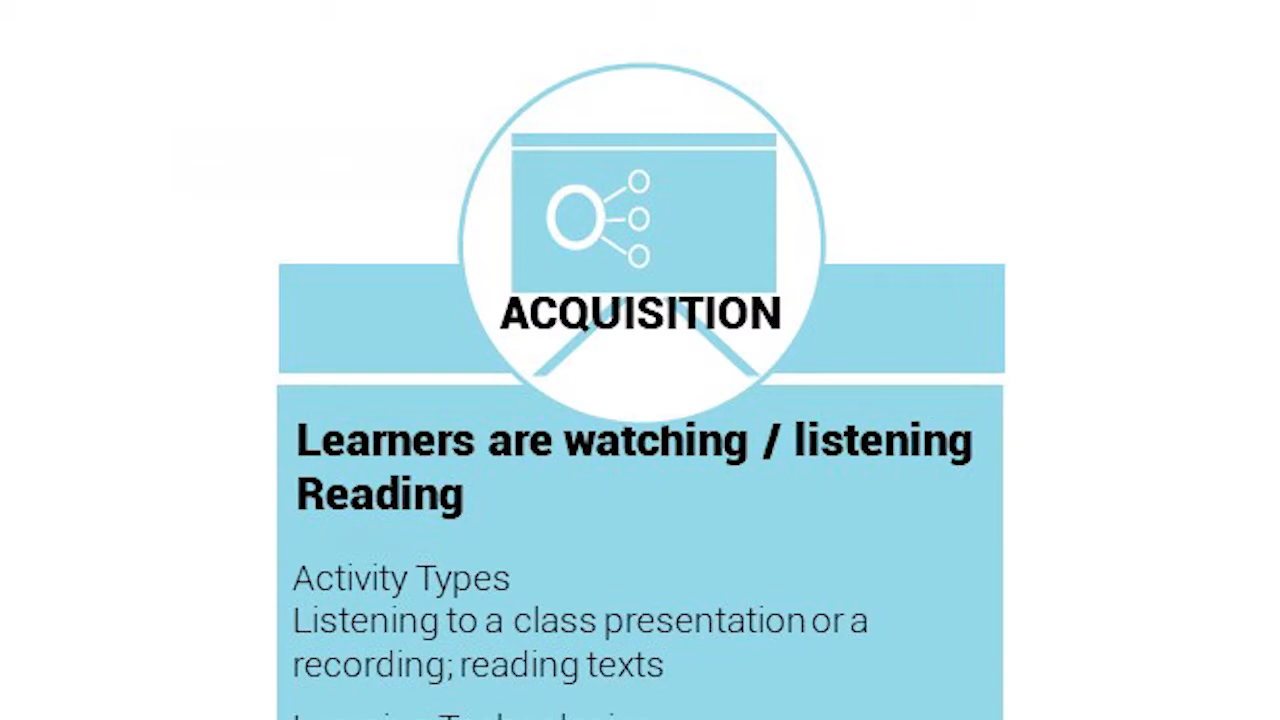 ACQUISITION
Learners are watching / listening
Reading
Activity Types
Listening to a class presentation or a
recording; reading texts